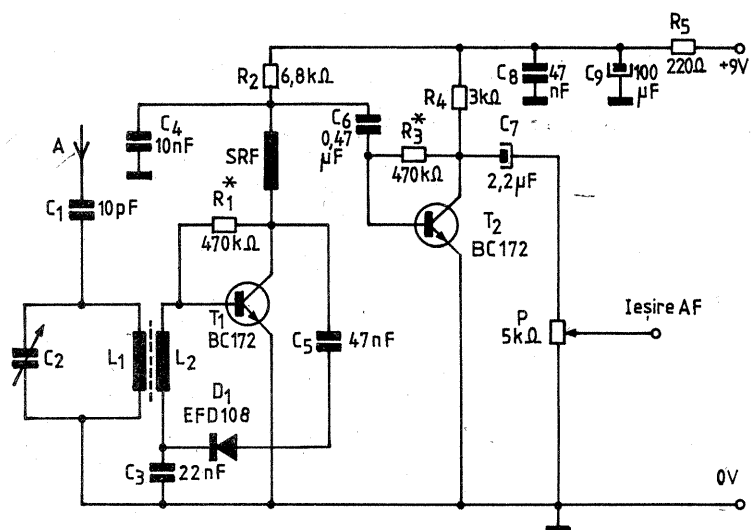 R5
220Ω
+9V
R2
6,8kΩ
C8
47
nF
C9
100
μF
R4
3kΩ
C6
0,47
μF
R3*
470kΩ
C7
2,2μF
A
C4
10nF
SRF
C1
10pF
R1*
470kΩ
T2
BC172
T1
BC172
C2
L1
L2
C5
47nF
P
5kΩ
Ieșire AF
D1
EFD108
C3
22nF
0V